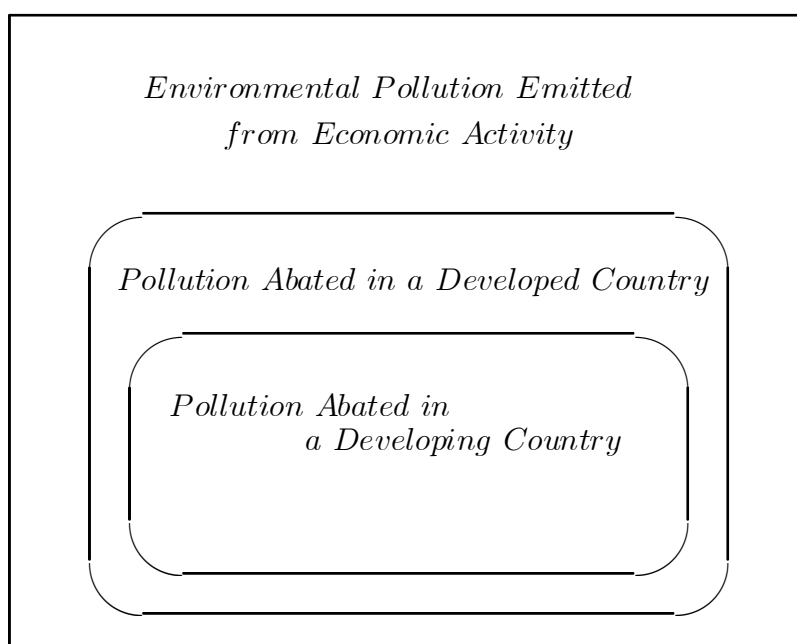 Environmental Pollution Emitted
from Economic Activity
Pollution Abated in a Developed Country
Pollution Abated in
a Developing Country